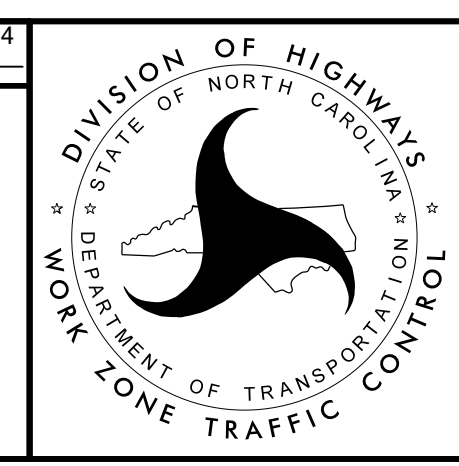 4
DIVISION OF HIGHWAYS
STATE OF NORTH CAROLINA
DEPARTMENT OF TRANSPORTATION
WORK ZONE TRAFFIC CONTROL